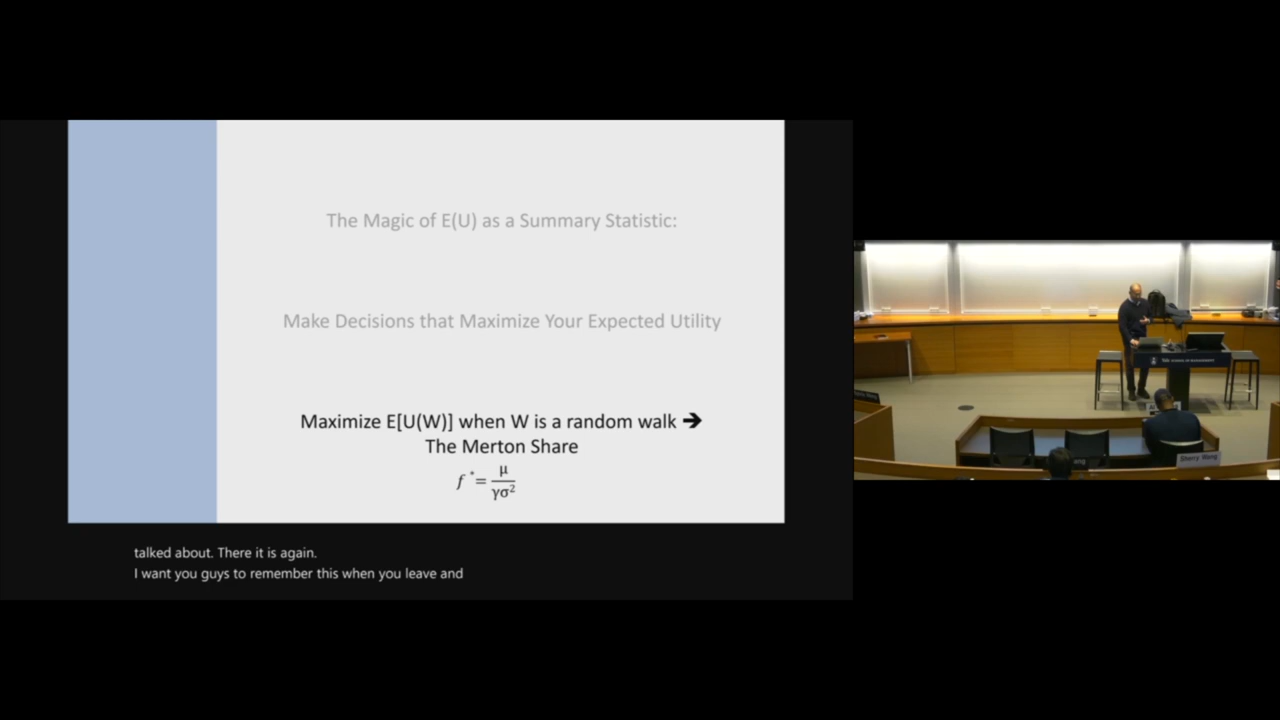 The Magic of E(U) as a Summary Statistic:
Make Decisions that Maximize Your Expected Utility
Maximize E[U(W)] when W is a random walk ➔
The Merton Share
f* = μ/γσ²
talked about. There it is again.
I want you guys to remember this when you leave and
Sherry Wang